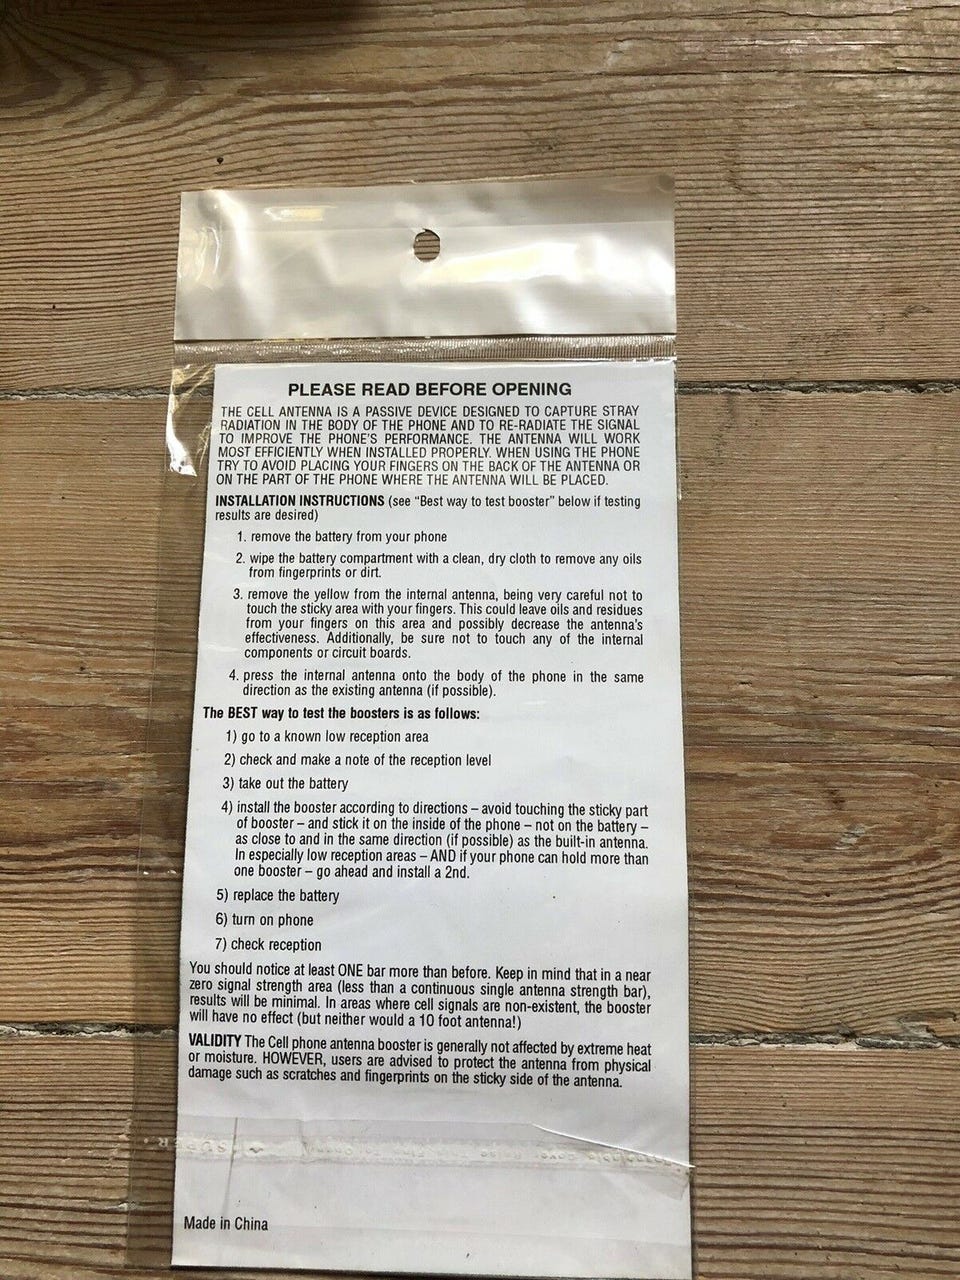 PLEASE READ BEFORE OPENING
THE CELL ANTENNA IS A PASSIVE DEVICE DESIGNED TO CAPTURE STRAY
RADIATION IN THE BODY OF THE PHONE AND TO RE-RADIATE THE SIGNAL
TO IMPROVE THE PHONE'S PERFORMANCE. THE ANTENNA WILL WORK
MOST EFFICIENTLY WHEN INSTALLED PROPERLY. WHEN USING THE PHONE
TRY TO AVOID PLACING YOUR FINGERS ON THE BACK OF THE ANTENNA OR
ON THE PART OF THE PHONE WHERE THE ANTENNA WILL BE PLACED.
INSTALLATION INSTRUCTIONS (see “Best way to test booster” below if testing
results are desired)
1. remove the battery from your phone
2. wipe the battery compartment with a clean, dry cloth to remove any oils
from fingerprints or dirt.
3. remove the yellow from the internal antenna, being very careful not to
touch the sticky area with your fingers. This could leave oils and residues
from your fingers on this area and possibly decrease the antenna's
effectiveness. Additionally, be sure not to touch any of the internal
components or circuit boards.
4. press the internal antenna onto the body of the phone in the same
direction as the existing antenna (if possible).
The BEST way to test the boosters is as follows:
1) go to a known low reception area
2) check and make a note of the reception level
3) take out the battery
4) install the booster according to directions – avoid touching the sticky part
of booster – and stick it on the inside of the phone – not on the battery –
as close to and in the same direction (if possible) as the built-in antenna.
In especially low reception areas – AND if your phone can hold more than
one booster – go ahead and install a 2nd.
5) replace the battery
6) turn on phone
7) check reception
You should notice at least ONE bar more than before. Keep in mind that in a near
zero signal strength area (less than a continuous single antenna strength bar),
results will be minimal. In areas where cell signals are non-existent, the booster
will have no effect (but neither would a 10 foot antenna!)
VALIDITY The Cell phone antenna booster is generally not affected by extreme heat
or moisture. HOWEVER, users are advised to protect the antenna from physical
damage such as scratches and fingerprints on the sticky side of the antenna.
Made in China